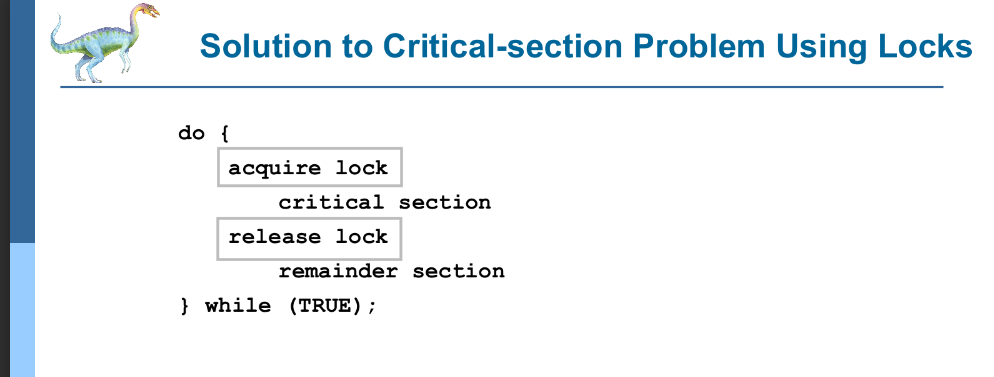 Solution to Critical-section Problem Using Locks
do {
acquire lock
critical section
release lock
remainder section
} while (TRUE);